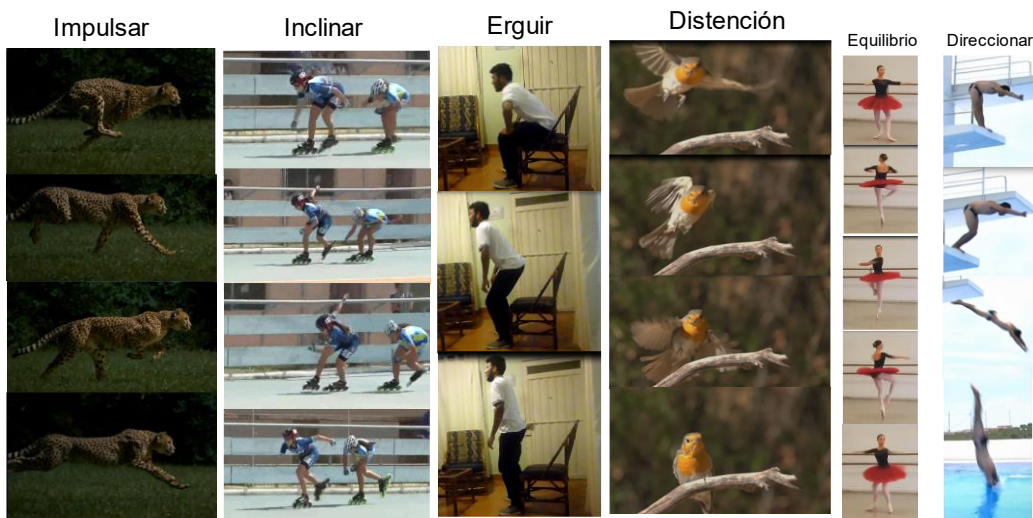 Impulsar
Inclinar
Erguir
Distención
Equilibrio
Direccionar